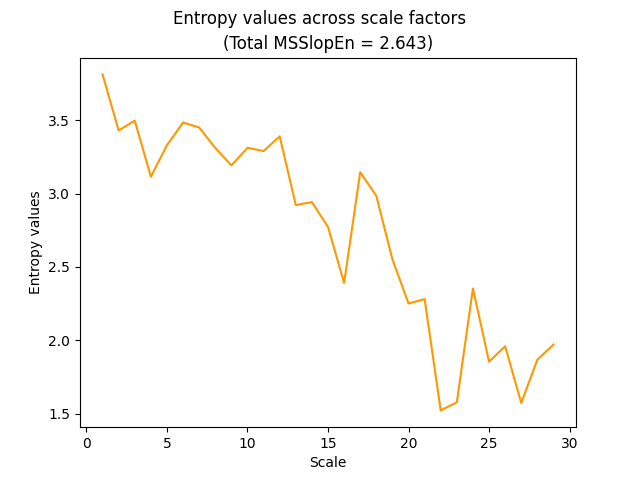 Entropy values across scale factors
(Total MSSlopEn = 2.643)
Entropy values
3.5
3.0
2.5
2.0
1.5
0 5 10 15 20 25 30
Scale